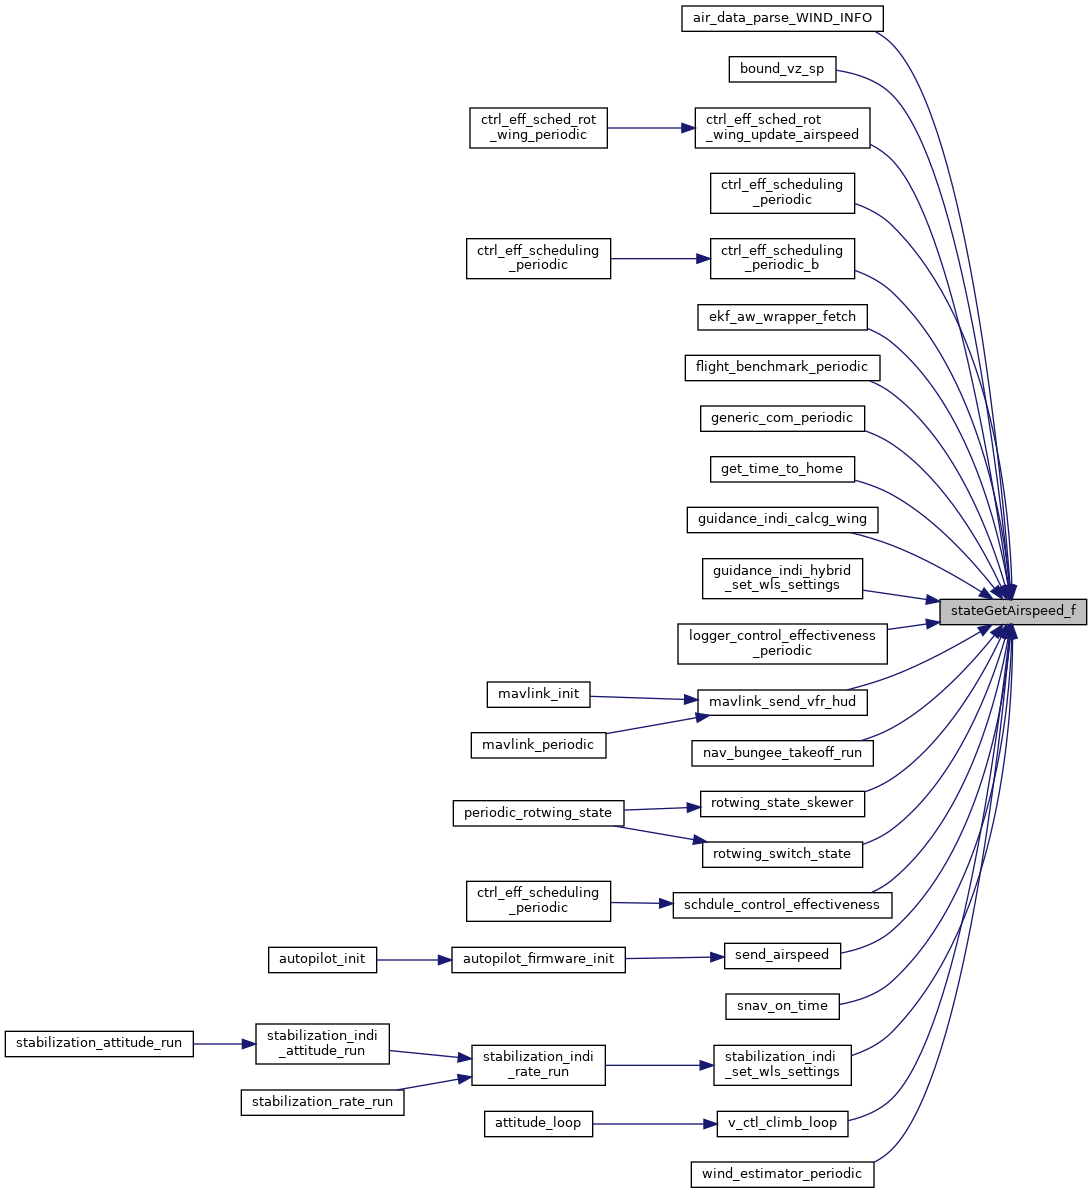 air_data_parse_WIND_INFO
bound_vz_sp
ctrl_eff_sched_rot
_wing_periodic
ctrl_eff_sched_rot
_wing_update_airspeed
ctrl_eff_scheduling
_periodic
ctrl_eff_scheduling
_periodic
ctrl_eff_scheduling
_periodic_b
ekf_aw_wrapper_fetch
flight_benchmark_periodic
generic_com_periodic
get_time_to_home
guidance_indi_calcg_wing
guidance_indi_hybrid
_set_wls_settings
stateGetAirspeed_f
logger_control_effectiveness
_periodic
mavlink_init
mavlink_send_vfr_hud
mavlink_periodic
nav_bungee_takeoff_run
rotwing_state_skewer
periodic_rotwing_state
rotwing_switch_state
ctrl_eff_scheduling
_periodic
schdule_control_effectiveness
autopilot_init
autopilot_firmware_init
send_airspeed
snav_on_time
stabilization_attitude_run
stabilization_indi
_attitude_run
stabilization_indi
_rate_run
stabilization_indi
_set_wls_settings
stabilization_rate_run
attitude_loop
v_ctl_climb_loop
wind_estimator_periodic